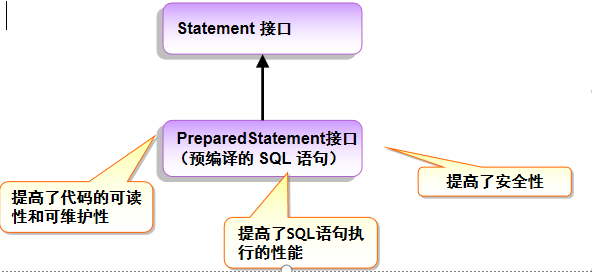 Statement 接口
PreparedStatement接口
（预编译的 SQL 语句）
提高了代码的可读
性和可维护性
提高了SQL语句执
行的性能
提高了安全性